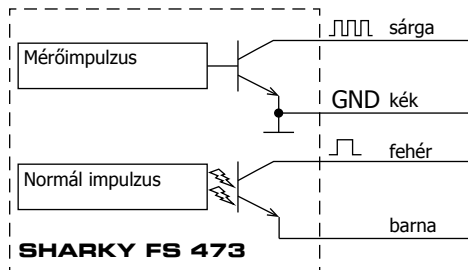 sárga
Mérőimpulzus
GND kék
fehér
Normál impulzus
barna
SHARKY FS 473